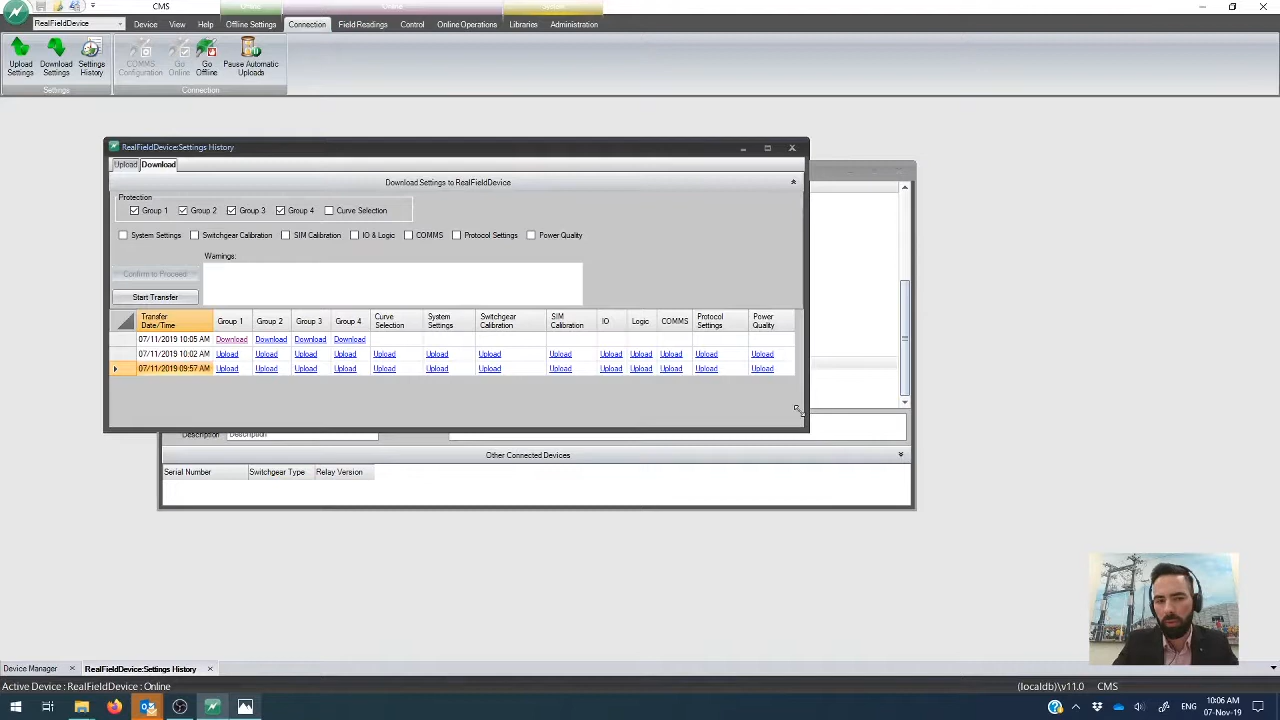 CMS
Online
Online
System
RealFieldDevice Device View Help Offline Settings Connection Field Readings Control Online Operations Libraries Administration
Upload Settings
Download Settings
Settings History
COMMS Configuration
Go Online
Go Offline
Pause Automatic Uploads
Settings Connection
RealFieldDevice:Settings History
Upload Download
Download Settings to RealFieldDevice
Protection
Group 1 Group 2 Group 3 Group 4 Curve Selection
System Settings Switchgear Calibration SIM Calibration IO & Logic COMMS Protocol Settings Power Quality
Warnings:
Confirm to Proceed
Start Transfer
Transfer Date/Time Group 1 Group 2 Group 3 Group 4 Curve Selection System Settings Switchgear Calibration SIM Calibration IO Logic COMMS Protocol Settings Power Quality
07/11/2019 10:05 AM Download Download Download Download
07/11/2019 10:02 AM Upload Upload Upload Upload Upload Upload Upload Upload Upload Upload Upload Upload Upload
07/11/2019 09:57 AM Upload Upload Upload Upload Upload Upload Upload Upload Upload Upload Upload Upload Upload
Description Description
Other Connected Devices
Serial Number Switchgear Type Relay Version
Device Manager RealFieldDevice:Settings History
Active Device : RealFieldDevice : Online (localdb)\v11.0 CMS
ENG
10:06 AM
07-Nov-19